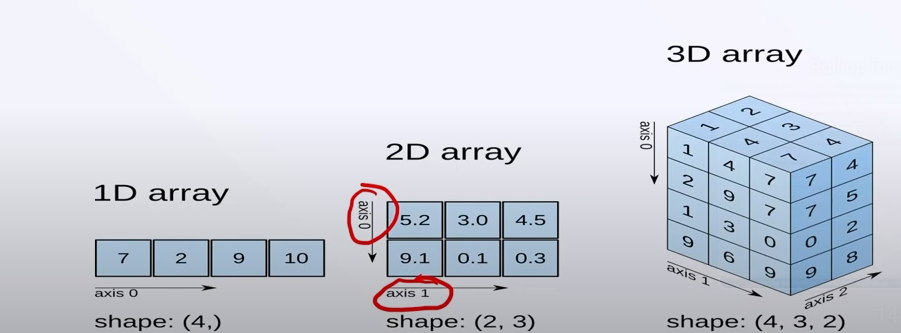 1D array
7 2 9 10
axis 0
shape: (4,)
2D array
axis 0
5.2 3.0 4.5
9.1 0.1 0.3
axis 1
shape: (2, 3)
3D array
axis 0
2
1 3
4 4
7
1 4 7 7 4
2 9 7 7 5
1 3 0 0 2
9 6 9 9 8
axis 1
axis 2
shape: (4, 3, 2)